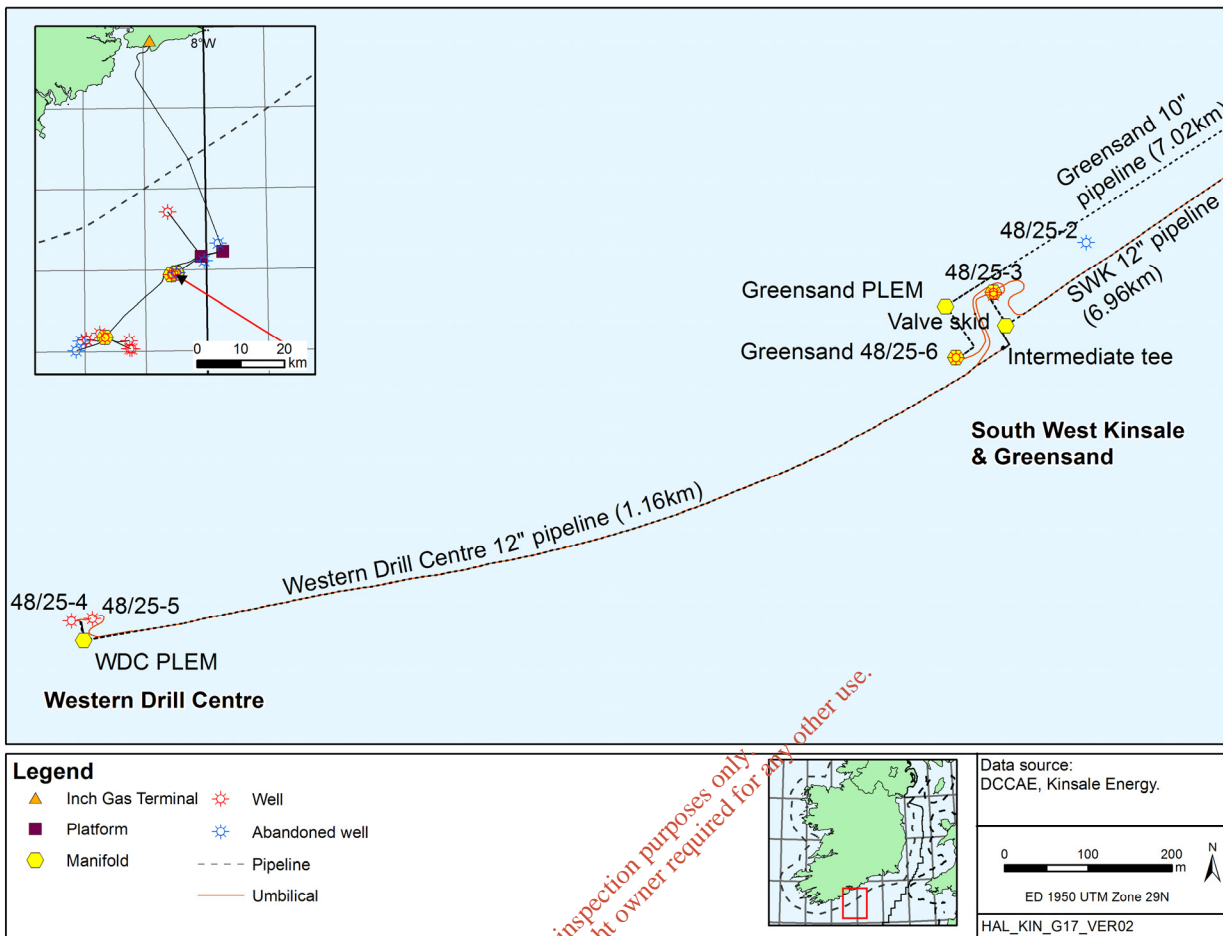 8°W
0 10 20
km
Greensand 10"
pipeline (7.02km)
48/25-2
SWK 12" pipeline
(6.96km)
48/25-3
Greensand PLEM
Valve skid
Greensand 48/25-6
Intermediate tee
South West Kinsale
& Greensand
Western Drill Centre 12" pipeline (1.16km)
48/25-4
48/25-5
WDC PLEM
Western Drill Centre
inspection purposes only.
owner required for any other use.
Legend
Inch Gas Terminal
Well
Platform
Abandoned well
Manifold
Pipeline
Umbilical
Data source:
DCCAE, Kinsale Energy.
0 100 200
m
N
ED 1950 UTM Zone 29N
HAL_KIN_G17_VER02